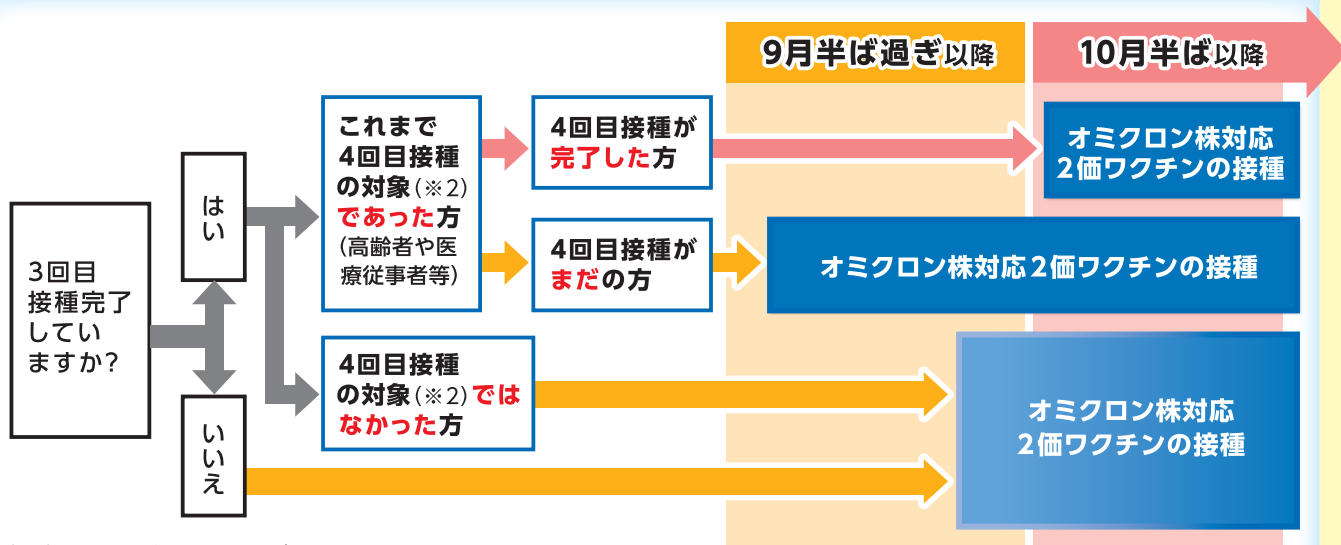 9月半ば過ぎ以降
10月半ば以降
3回目
接種完了
してい
ますか?
はい
いいえ
これまで
4回目接種
の対象(※2)
であった方
(高齢者や医
療従事者等)
4回目接種が
完了した方
オミクロン株対応
2価ワクチンの接種
4回目接種が
まだの方
オミクロン株対応2価ワクチンの接種
4回目接種
の対象(※2)では
なかった方
オミクロン株対応
2価ワクチンの接種